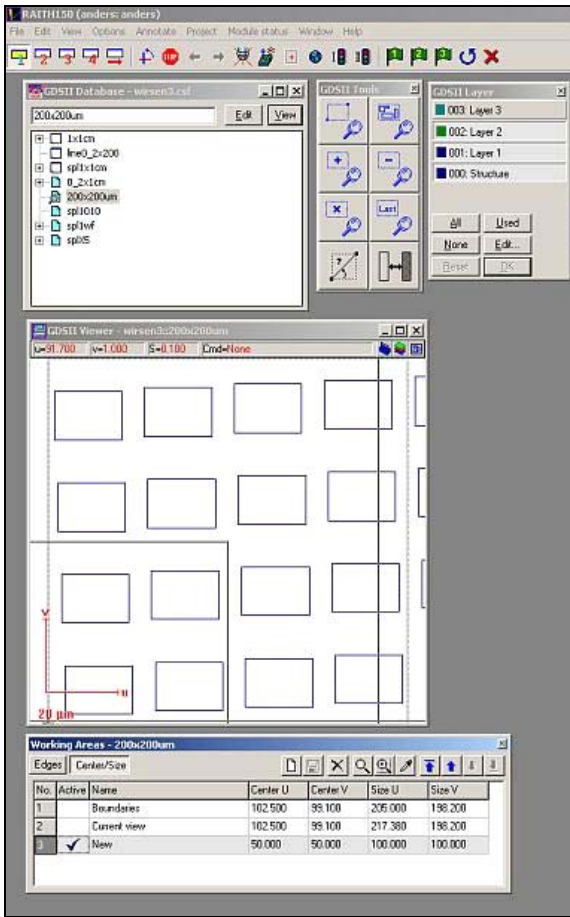 RAITH150 (anders: anders)
File Edit View Options Annotate Project Module status Window Help
GDSII Database - wirsen3.csf
200x200um Edit View
1x1cm
line0_2x200
spl1x1cm
0_2x1cm
200x200um
spl1010
spl1wf
splX5
GDSII Tools
Last
GDSII Layer
003: Layer 3
002: Layer 2
001: Layer 1
000: Structure
All Used
None Edit...
Reset OK
GDSII Viewer - wirsen3::200x200um
u=91.700 v=1.000 S=0.100 Cmd=None
V
U
20 µm
Working Areas - 200x200um
Edges Center/Size
No. Active Name Center U Center V Size U Size V
1 Boundaries 102.500 99.100 205.000 198.200
2 Current view 102.500 99.100 217.380 198.200
3 New 50.000 50.000 100.000 100.000